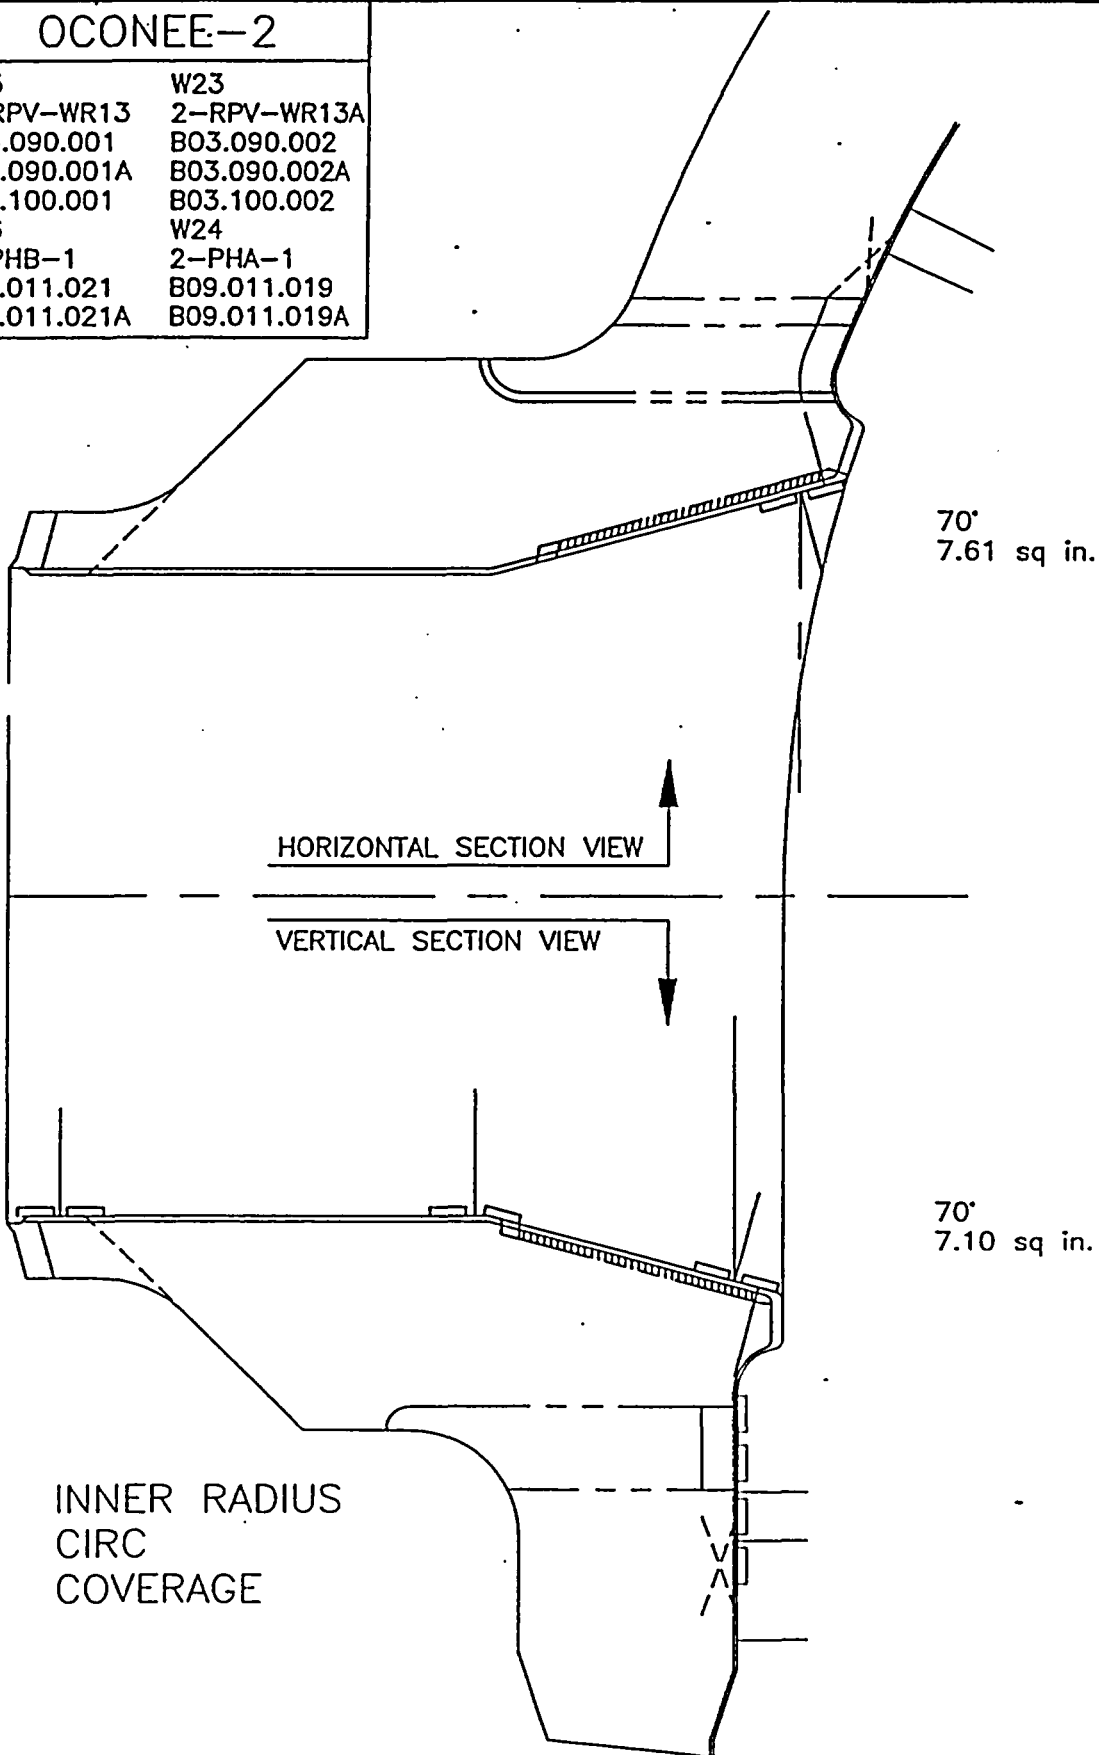 OCONEE-2
W23
RPV-WR13 2-RPV-WR13A
.090.001 B03.090.002
.090.001A B03.090.002A
.100.001 B03.100.002
W24
PHB-1 2-PHA-1
.011.021 B09.011.019
.011.021A B09.011.019A
70°
7.61 sq in.
HORIZONTAL SECTION VIEW
VERTICAL SECTION VIEW
70°
7.10 sq in.
INNER RADIUS
CIRC
COVERAGE